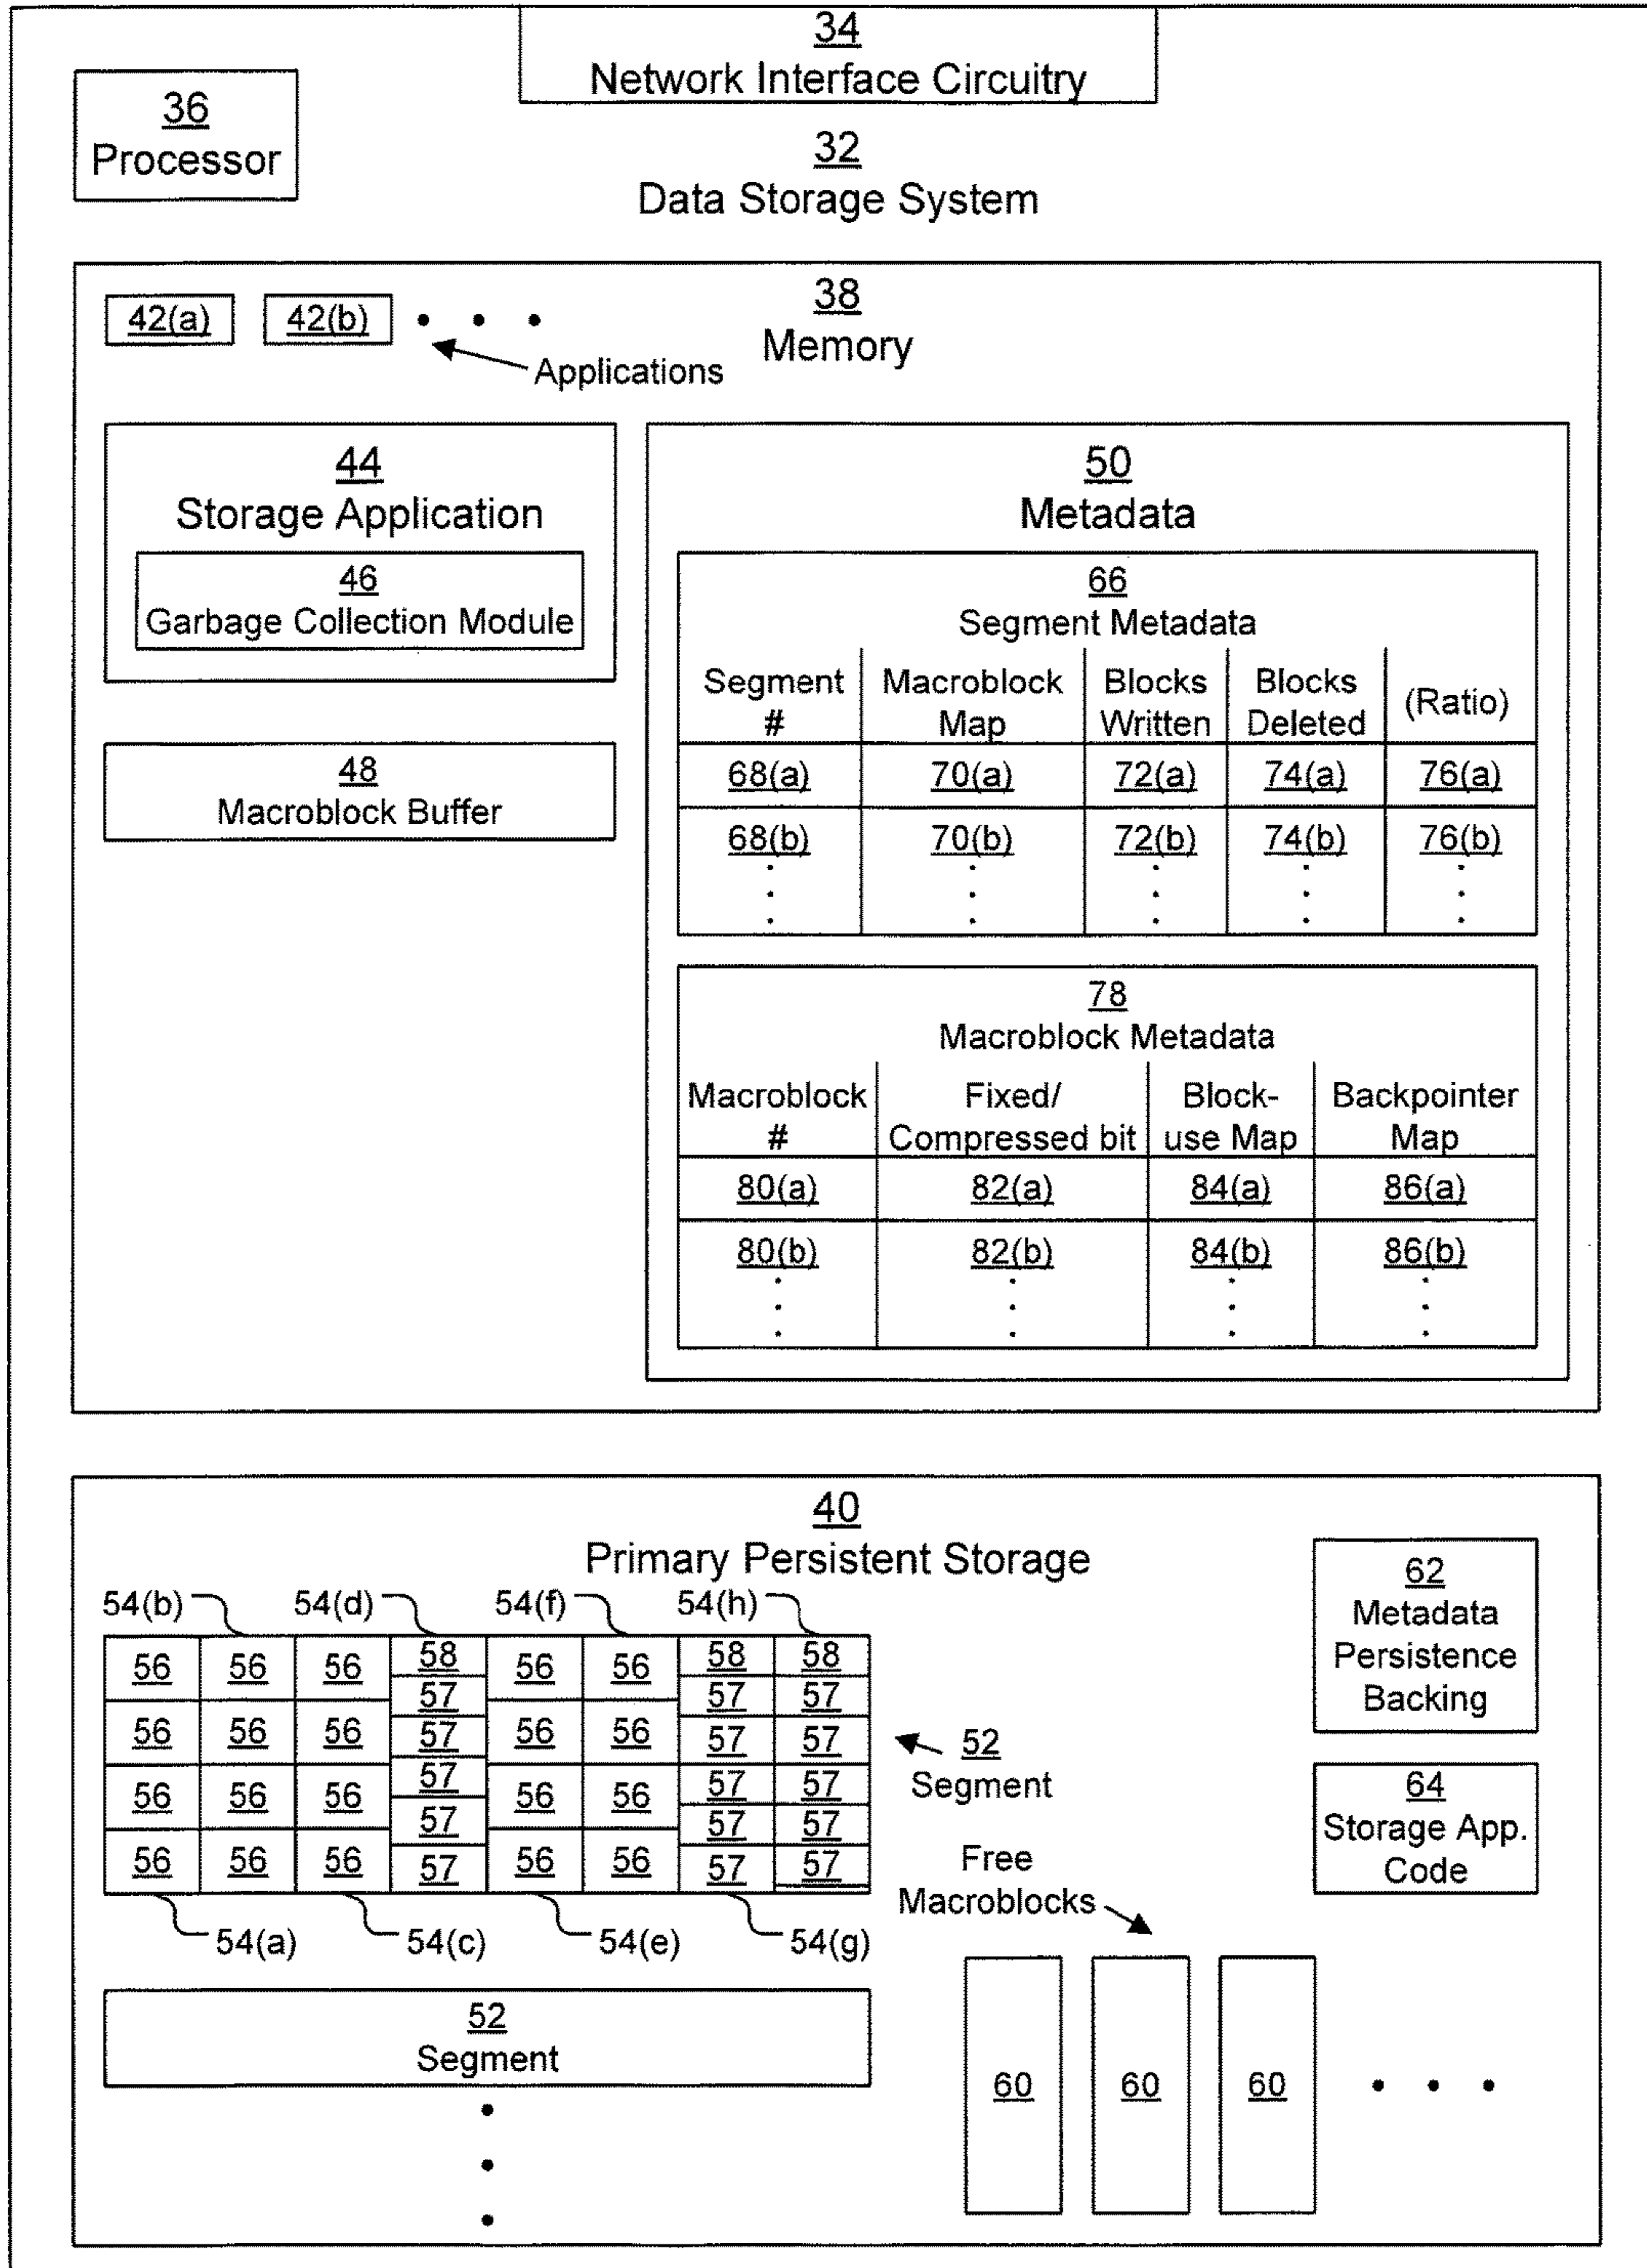 34
Network Interface Circuitry
36
Processor
32
Data Storage System
42(a) 42(b) • • •
Applications
38
Memory
44
Storage Application
46
Garbage Collection Module
48
Macroblock Buffer
50
Metadata
66
Segment Metadata
Segment # Macroblock Map Blocks Written Blocks Deleted (Ratio)
68(a) 70(a) 72(a) 74(a) 76(a)
68(b) 70(b) 72(b) 74(b) 76(b)
78
Macroblock Metadata
Macroblock # Fixed/ Compressed bit Block- use Map Backpointer Map
80(a) 82(a) 84(a) 86(a)
80(b) 82(b) 84(b) 86(b)
40
Primary Persistent Storage
54(b) 54(d) 54(f) 54(h)
56 56 56 58 56 56 58 58
57 57 57
56 56 56 57 56 56 57 57
56 56 56 57 56 56 57 57
57 57 57
56 56 56 57 56 56 57 57
54(a) 54(c) 54(e) 54(g)
52
Segment
52
Segment
62
Metadata
Persistence
Backing
64
Storage App.
Code
Free
Macroblocks
60 60 60 • • •